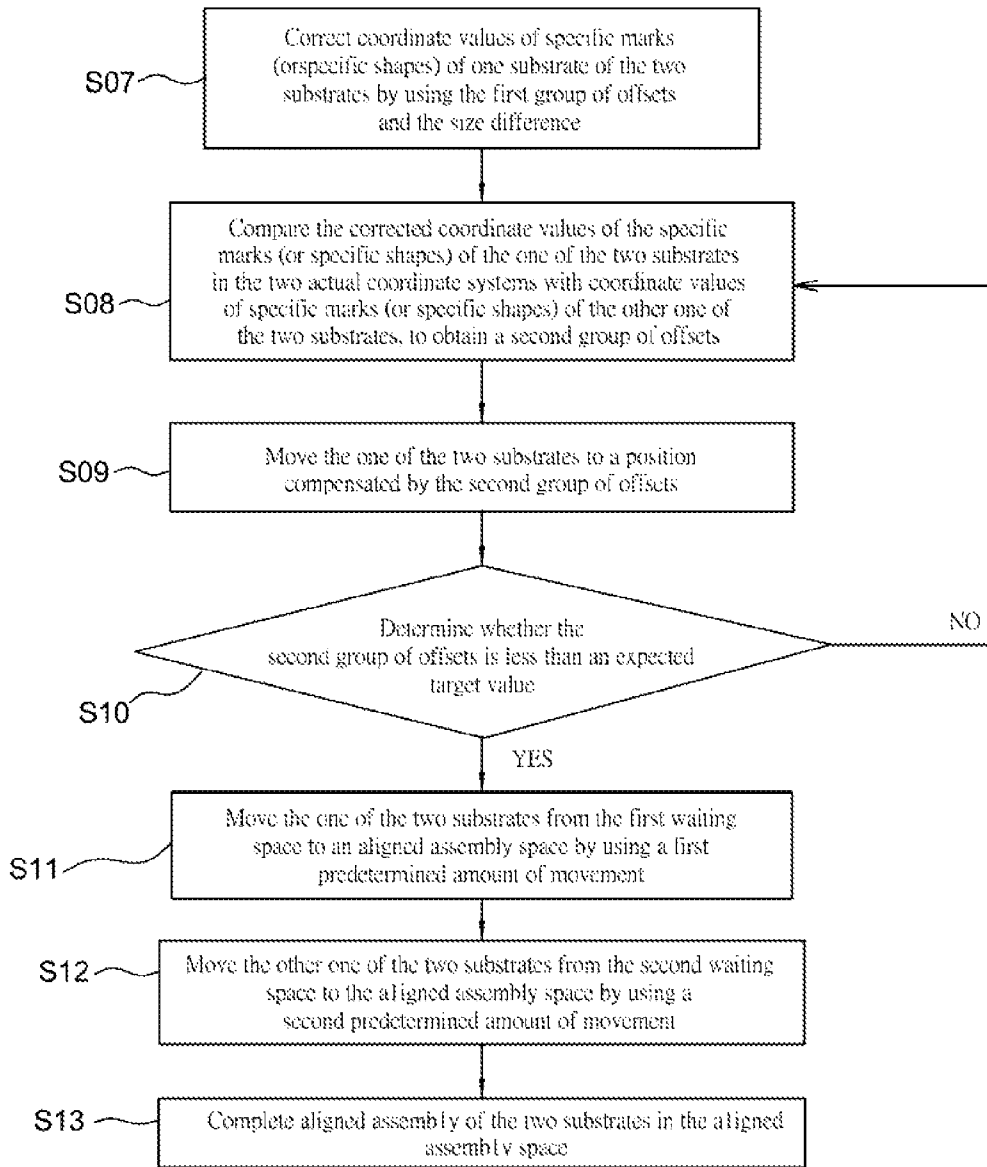 S07
Correct coordinate values of specific marks
(orspecific shapes) of one substrate of the two
substrates by using the first group of offsets
and the size difference
S08
Compare the corrected coordinate values of the specific
marks (or specific shapes) of the one of the two substrates
in the two actual coordinate systems with coordinate values
of specific marks (or specific shapes) of the other one of
the two substrates, to obtain a second group of offsets
S09
Move the one of the two substrates to a position
compensated by the second group of offsets
S10
Determine whether the
second group of offsets is less than an expected
target value
NO
YES
S11
Move the one of the two substrates from the first waiting
space to an aligned assembly space by using a first
predetermined amount of movement
S12
Move the other one of the two substrates from the second waiting
space to the aligned assembly space by using a
second predetermined amount of movement
S13
Complete aligned assembly of the two substrates in the aligned
assembly space